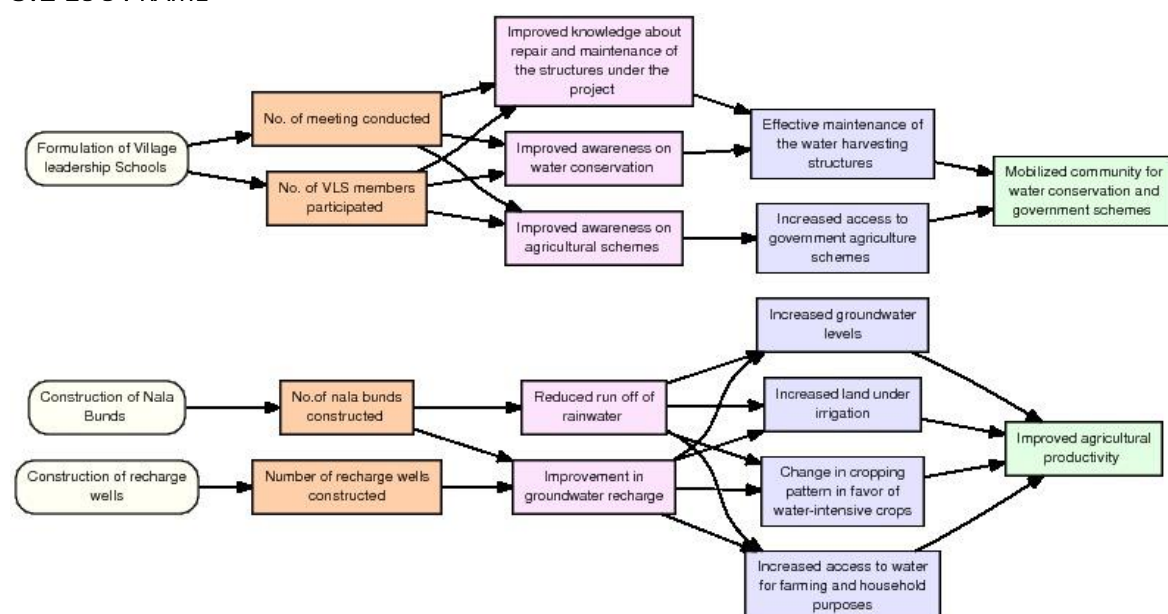 Improved knowledge about
repair and maintenance of
the structures under the
project
No. of meeting conducted
Effective maintenance of
the water harvesting
structures
Formulation of Village
leadership Schools
Improved awareness on
water conservation
Mobilized community for
water conservation and
government schemes
No. of VLS members
participated
Improved awareness on
agricultural schemes
Increased access to
government agriculture
schemes
Increased groundwater
levels
Construction of Nala
Bunds
No.of nala bunds
constructed
Reduced run off of
rainwater
Increased land under
irrigation
Improved agricultural
productivity
Construction of recharge
wells
Number of recharge wells
constructed
Improvement in
groundwater recharge
Change in cropping
pattern in favor of
water-intensive crops
Increased access to water
for farming and household
purposes